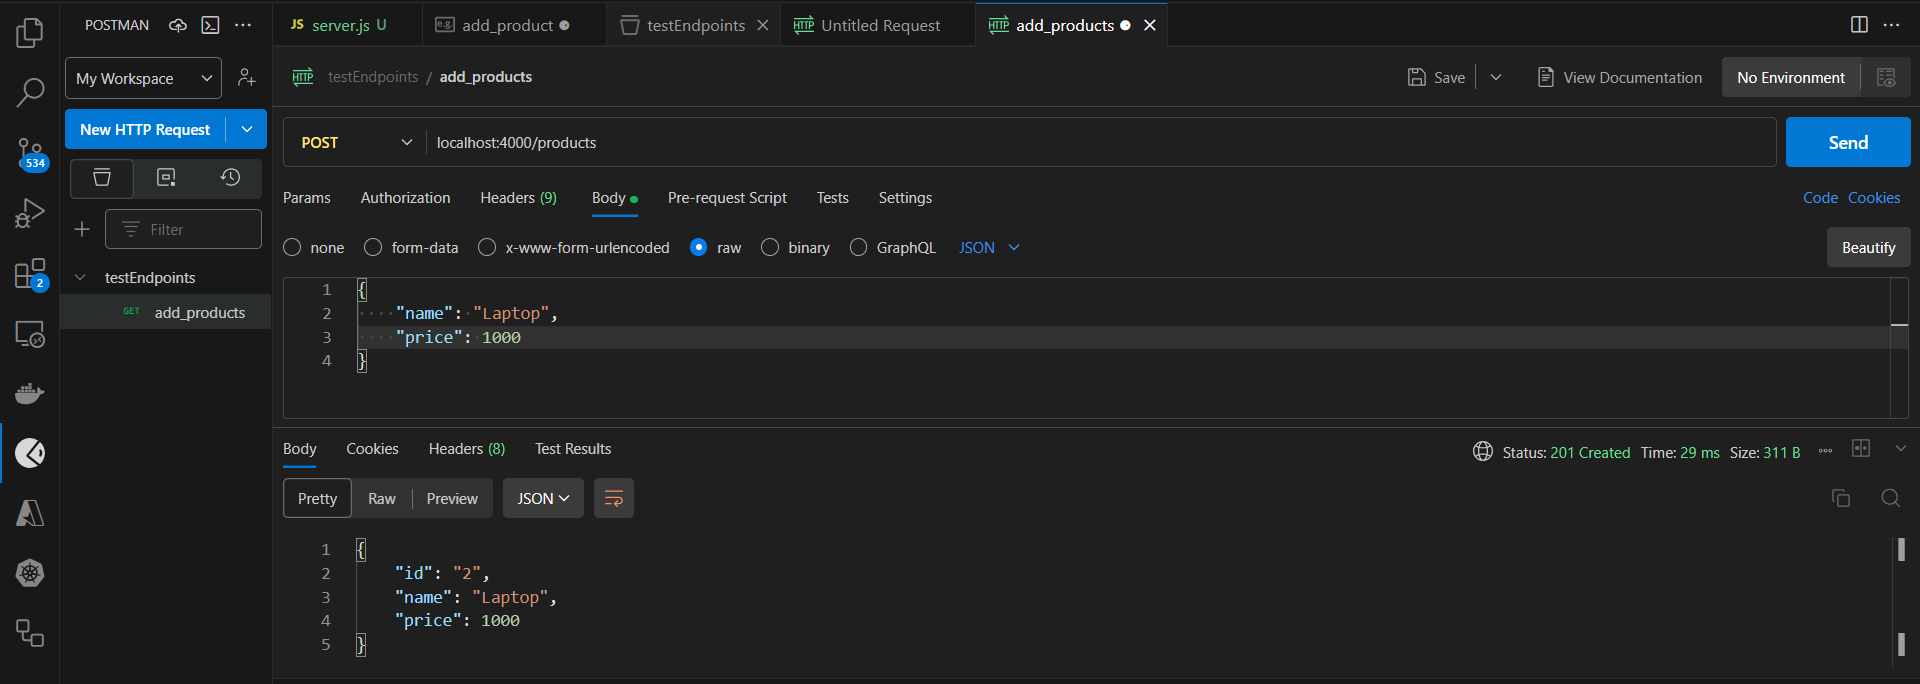 POSTMAN
JS server.js U
e.g. add_product
testEndpoints
HTTP Untitled Request
HTTP add_products
My Workspace
HTTP testEndpoints / add_products
Save
View Documentation
No Environment
New HTTP Request
POST
localhost:4000/products
Send
534
Params
Authorization
Headers (9)
Body
Pre-request Script
Tests
Settings
Code
Cookies
Filter
none
form-data
x-www-form-urlencoded
raw
binary
GraphQL
JSON
Beautify
2
testEndpoints
GET add_products
1 {
2 "name": "Laptop",
3 "price": 1000
4 }
Body
Cookies
Headers (8)
Test Results
Status: 201 Created Time: 29 ms Size: 311 B
Pretty
Raw
Preview
JSON
1 {
2 "id": "2",
3 "name": "Laptop",
4 "price": 1000
5 }